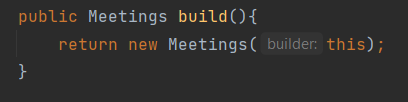 public Meetings build(){
return new Meetings( builder: this);
}